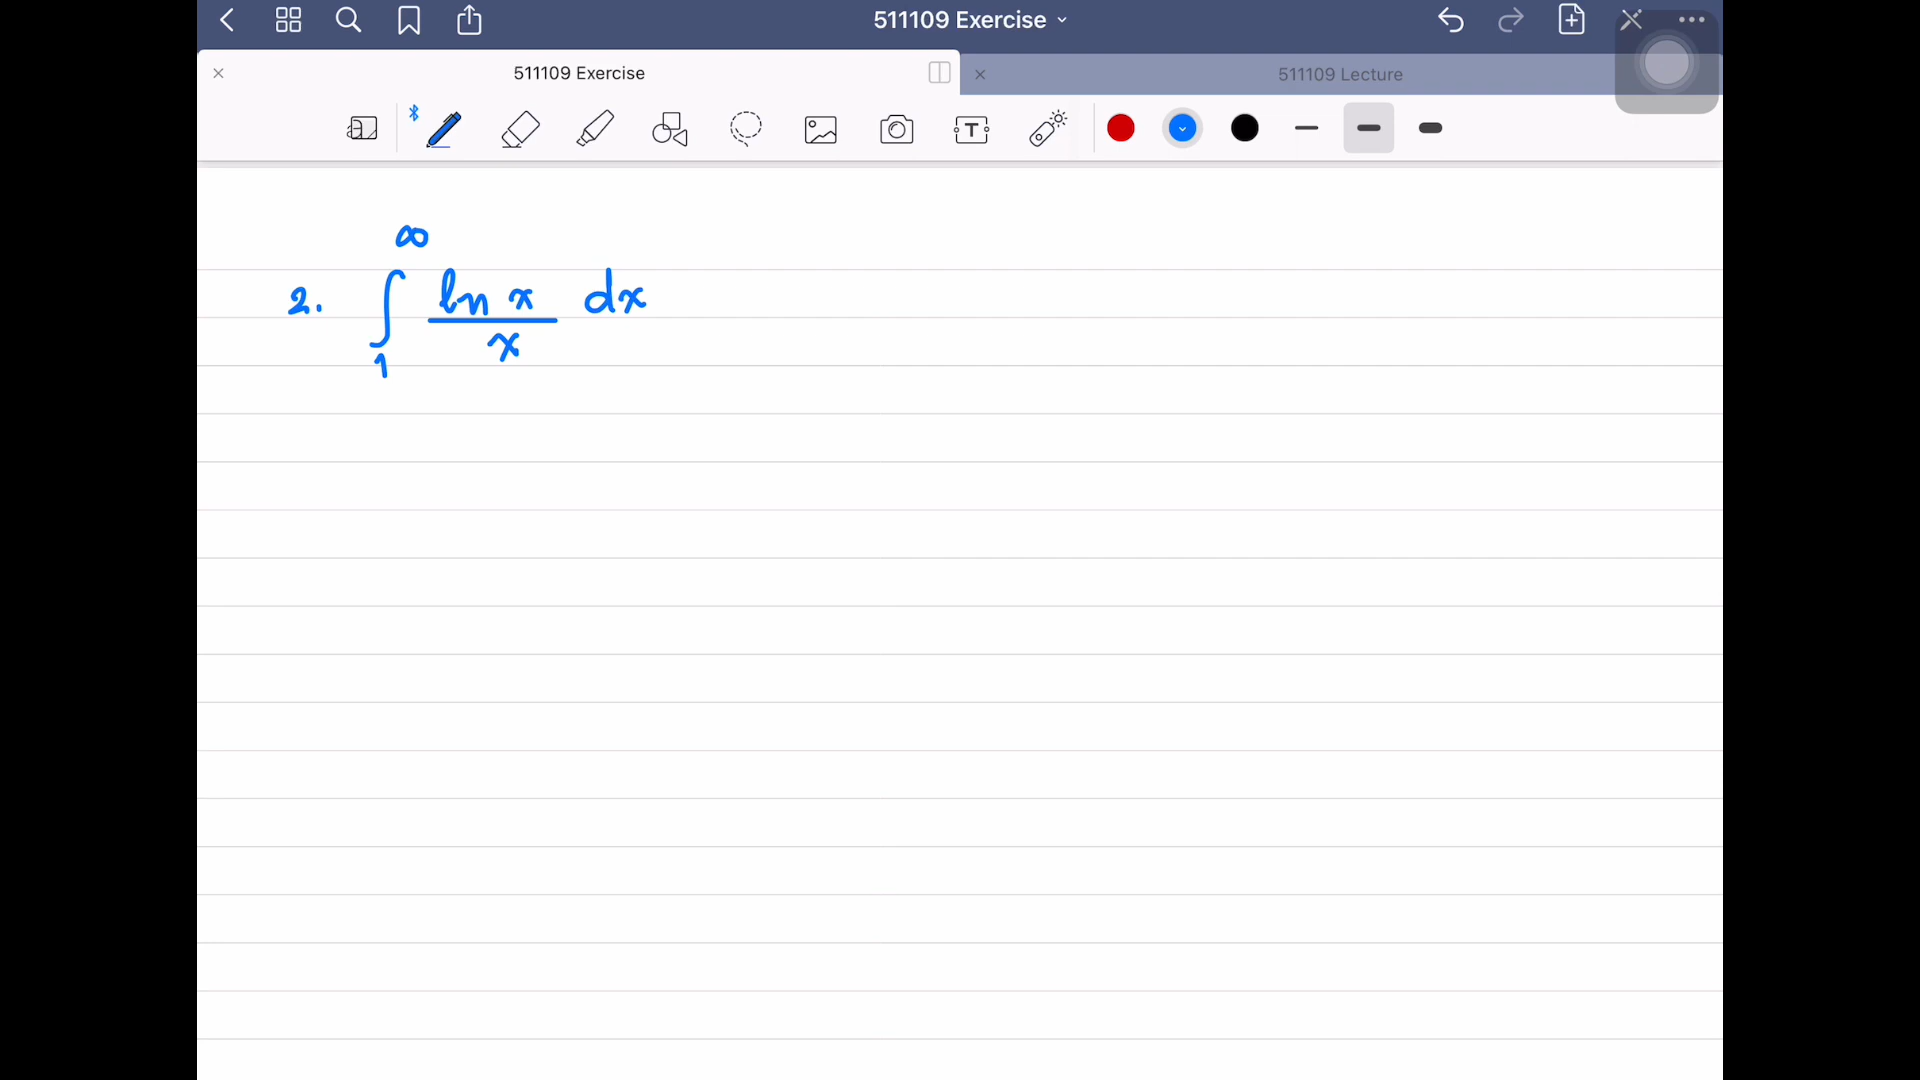 511109 Exercise
511109 Exercise
511109 Lecture
T
∞
2. ∫ ln x dx
x
1